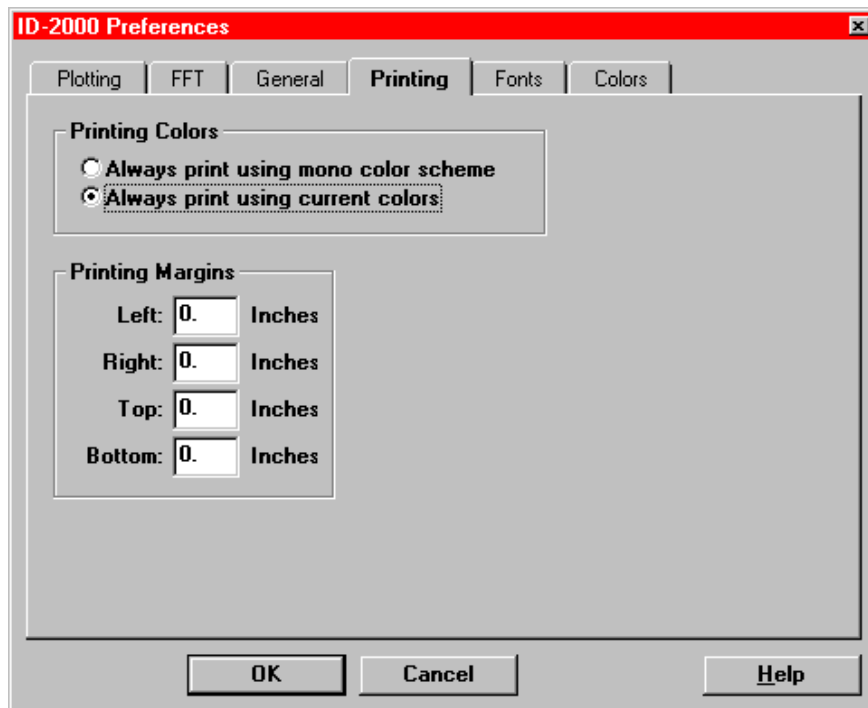 ID-2000 Preferences
Plotting FFT General Printing Fonts Colors
Printing Colors
Always print using mono color scheme
Always print using current colors
Printing Margins
Left: 0. Inches
Right: 0. Inches
Top: 0. Inches
Bottom: 0. Inches
OK Cancel Help